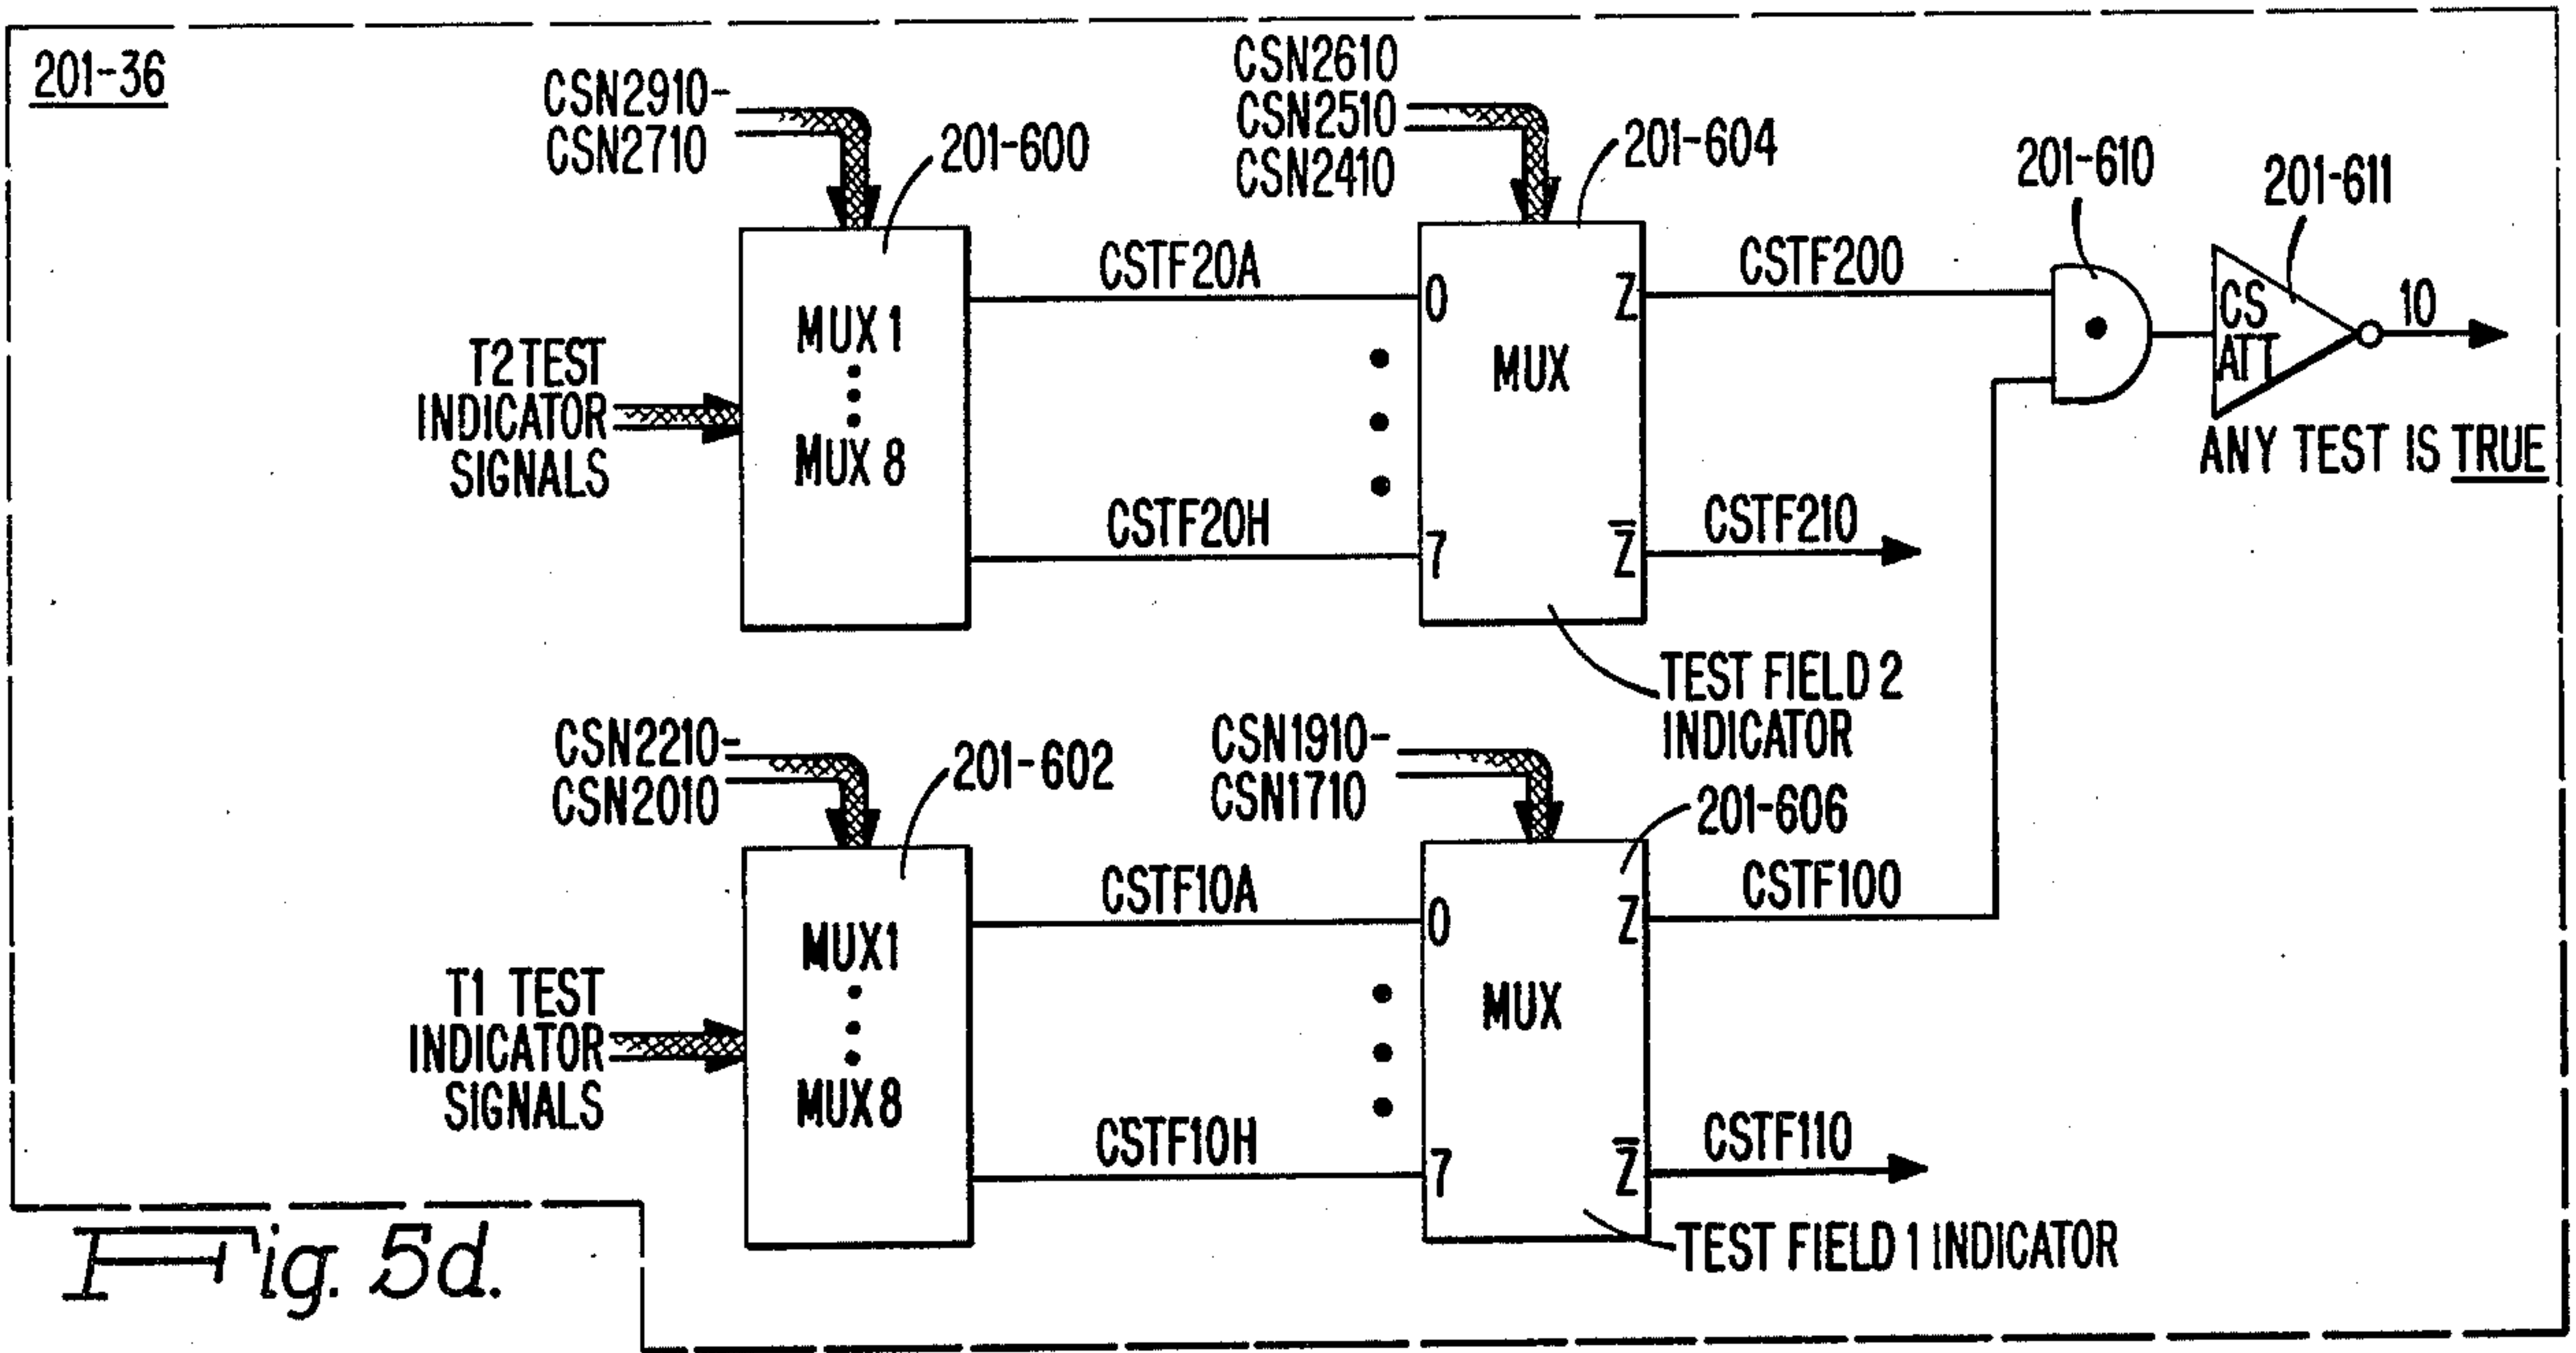 201-36
CSN2910-
CSN2710
201-600
CSN2610
CSN2510
CSN2410
201-604
201-610
201-611
MUX 1
MUX 8
T2 TEST
INDICATOR
SIGNALS
CSTF20A
CSTF20H
0
7
MUX
Z
Z̅
CSTF200
CSTF210
CS
ATT
10
ANY TEST IS TRUE
TEST FIELD 2
INDICATOR
CSN2210-
CSN2010
201-602
CSN1910-
CSN1710
201-606
MUX1
MUX8
T1 TEST
INDICATOR
SIGNALS
CSTF10A
CSTF10H
0
7
MUX
Z
Z̅
CSTF100
CSTF110
TEST FIELD 1 INDICATOR
Fig. 5d.